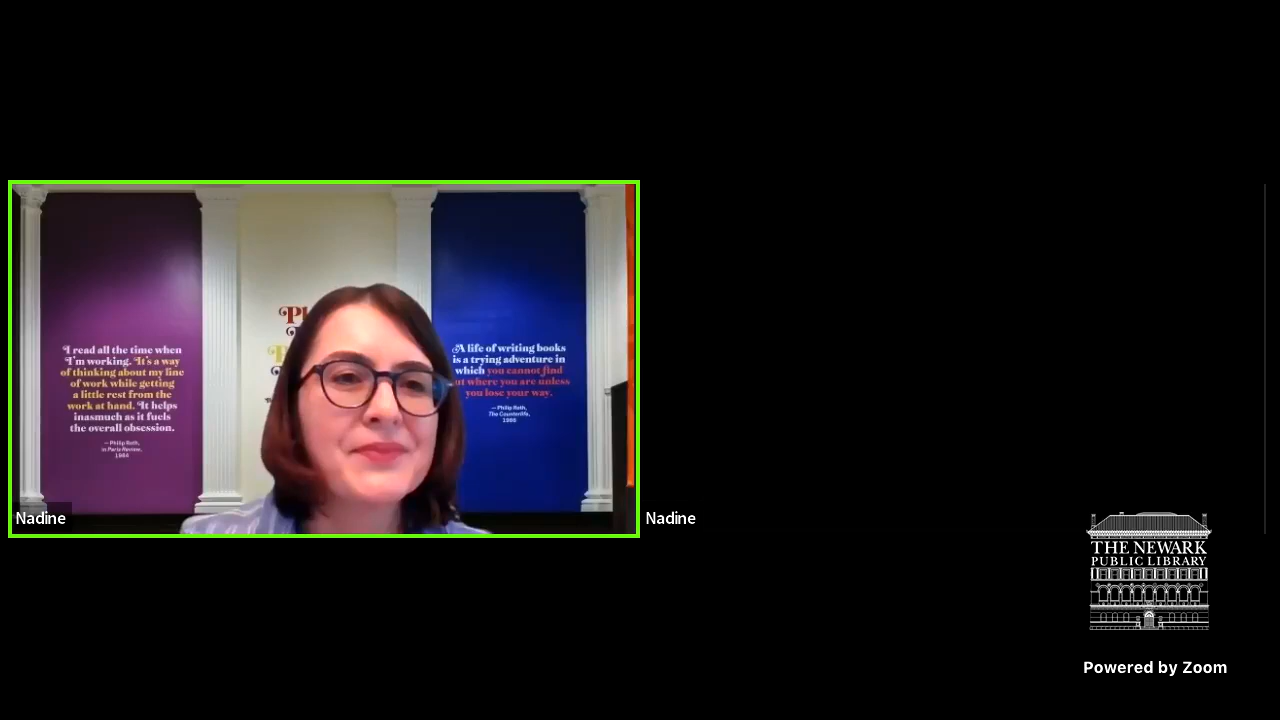 I read all the time when
I'm working. It's a way
of thinking about my line
of work while getting
a little rest from the
work at hand. It helps
inasmuch as it fuels
the overall obsession.
— Philip Roth,
in Paris Review,
1984
A life of writing books
is a trying adventure in
which you cannot find
out where you are unless
you lose your way.
— Philip Roth,
The Counterlife,
1986
Nadine
Nadine
THE NEWARK
PUBLIC LIBRARY
Powered by Zoom